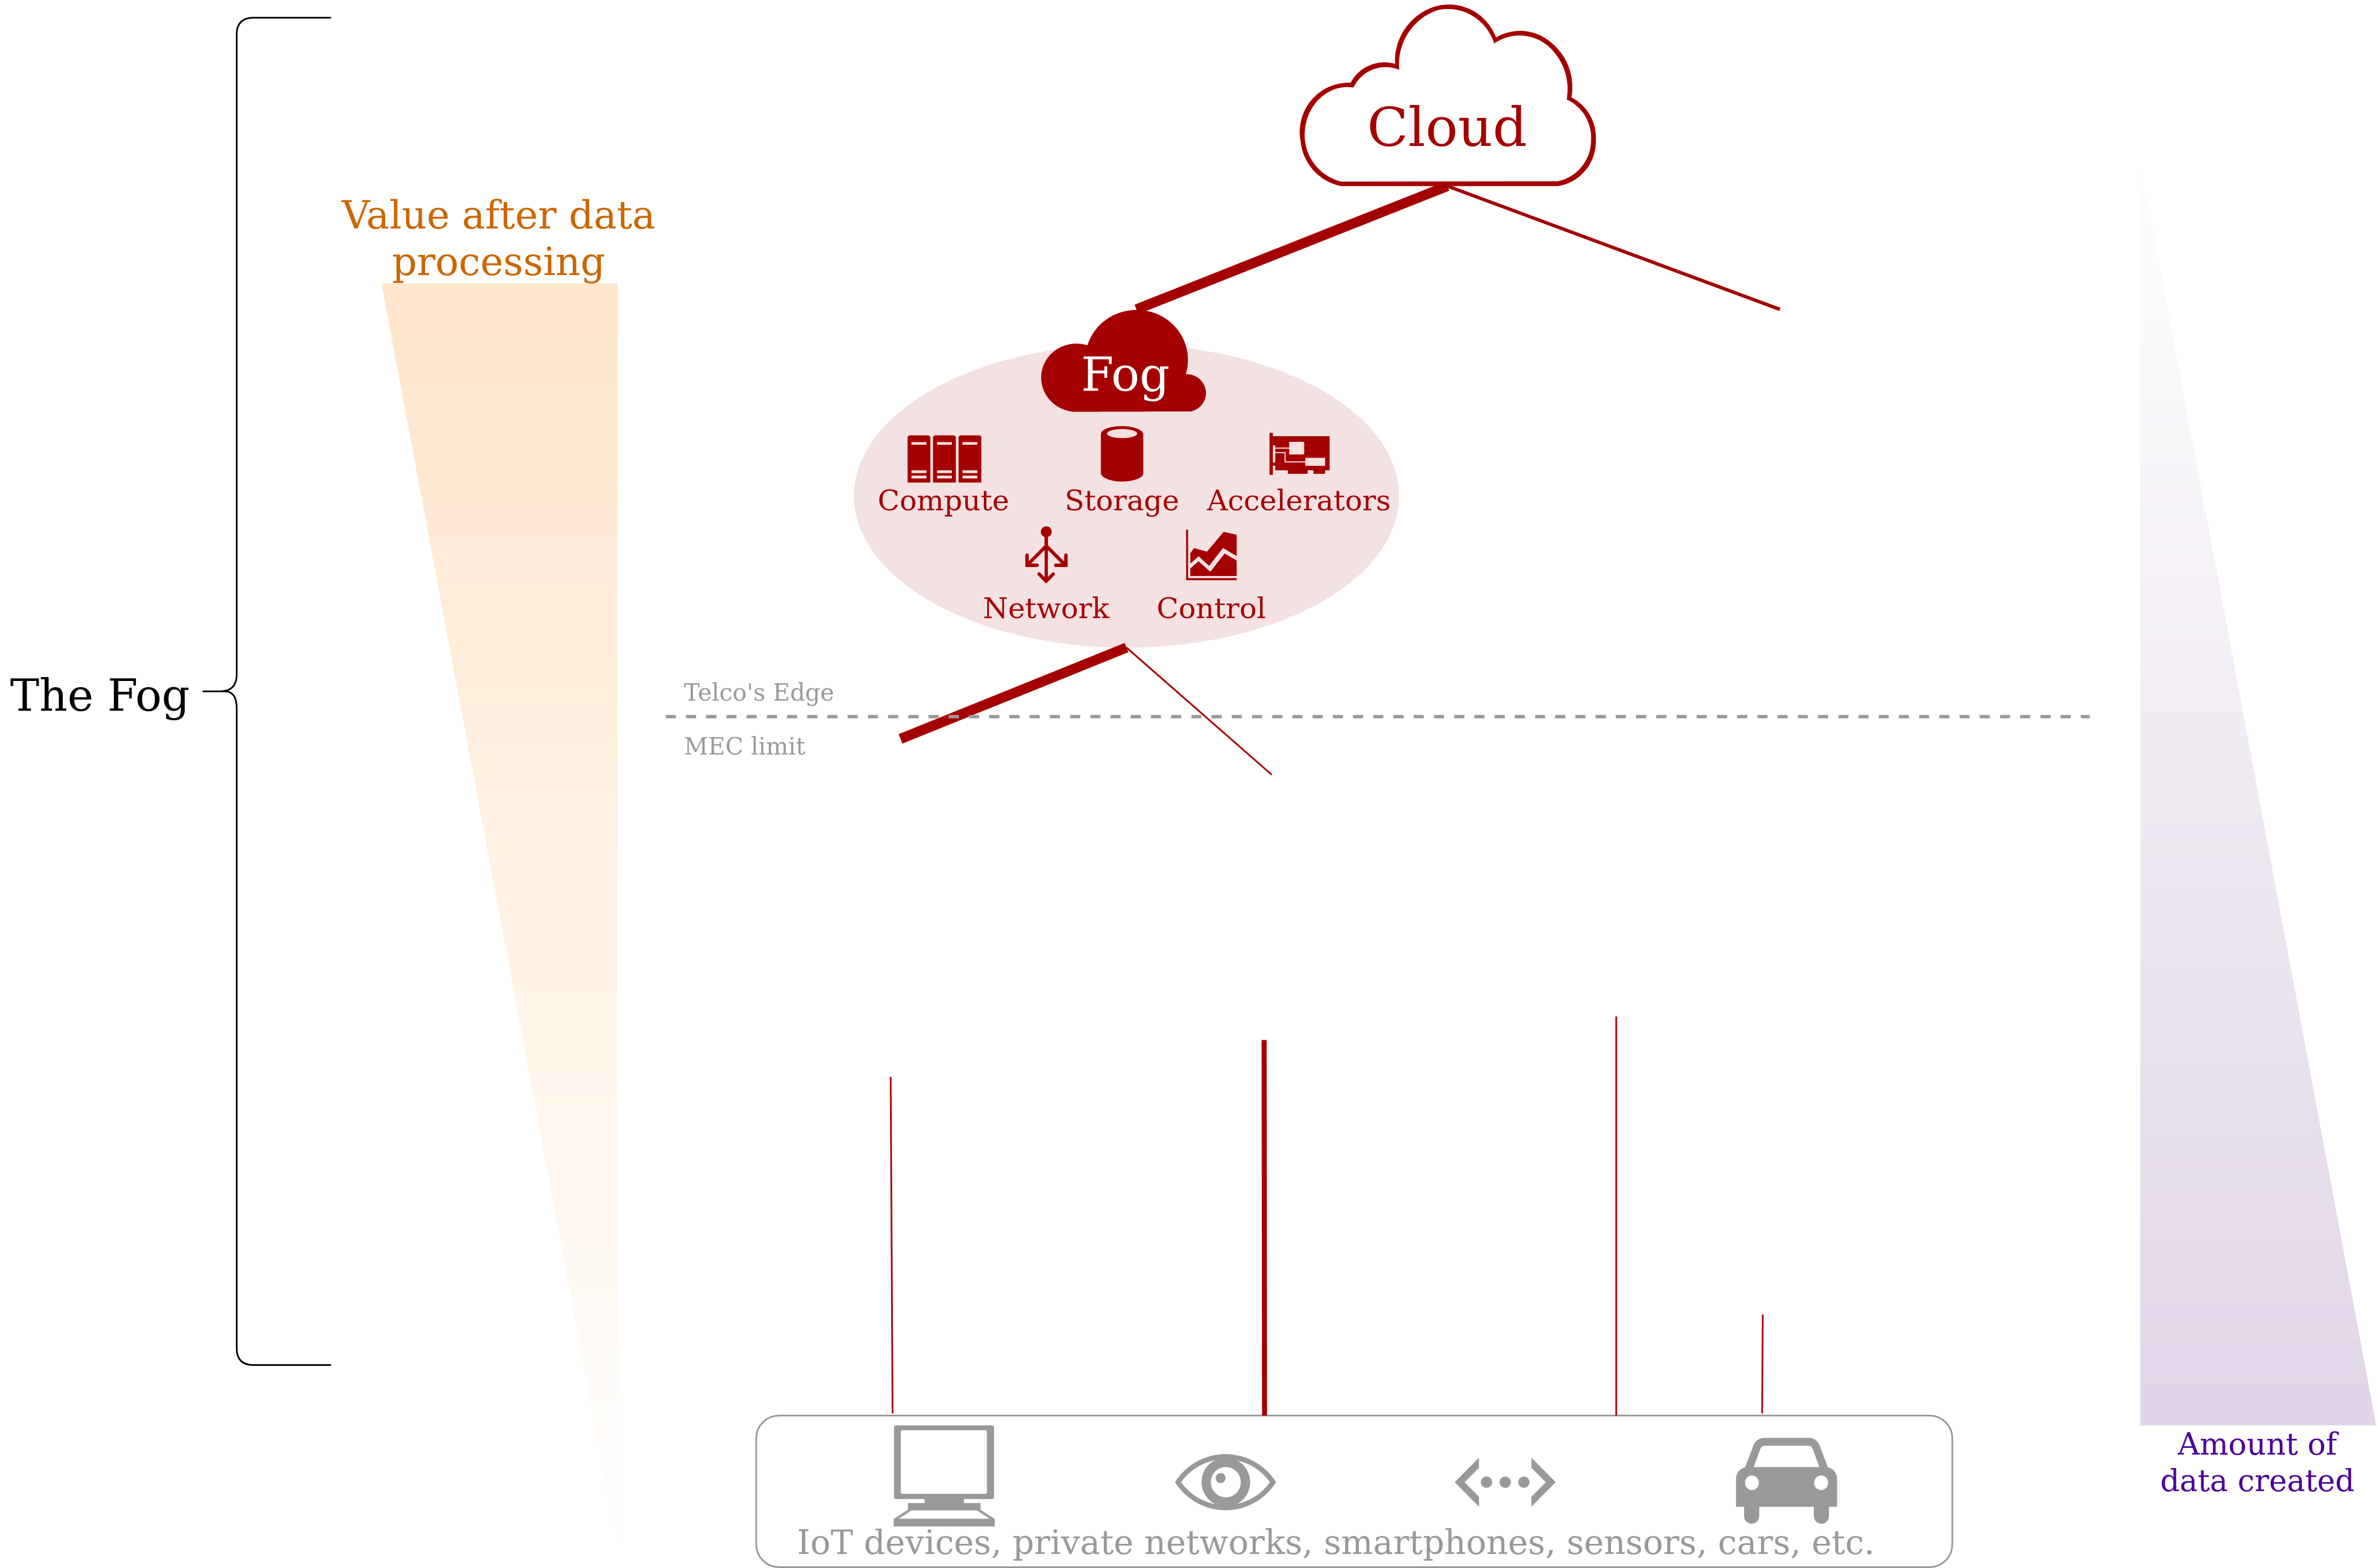 Cloud
Value after data
processing
Fog
Compute
Storage
Accelerators
Network
Control
The Fog
Telco's Edge
MEC limit
Amount of
data created
IoT devices, private networks, smartphones, sensors, cars, etc.